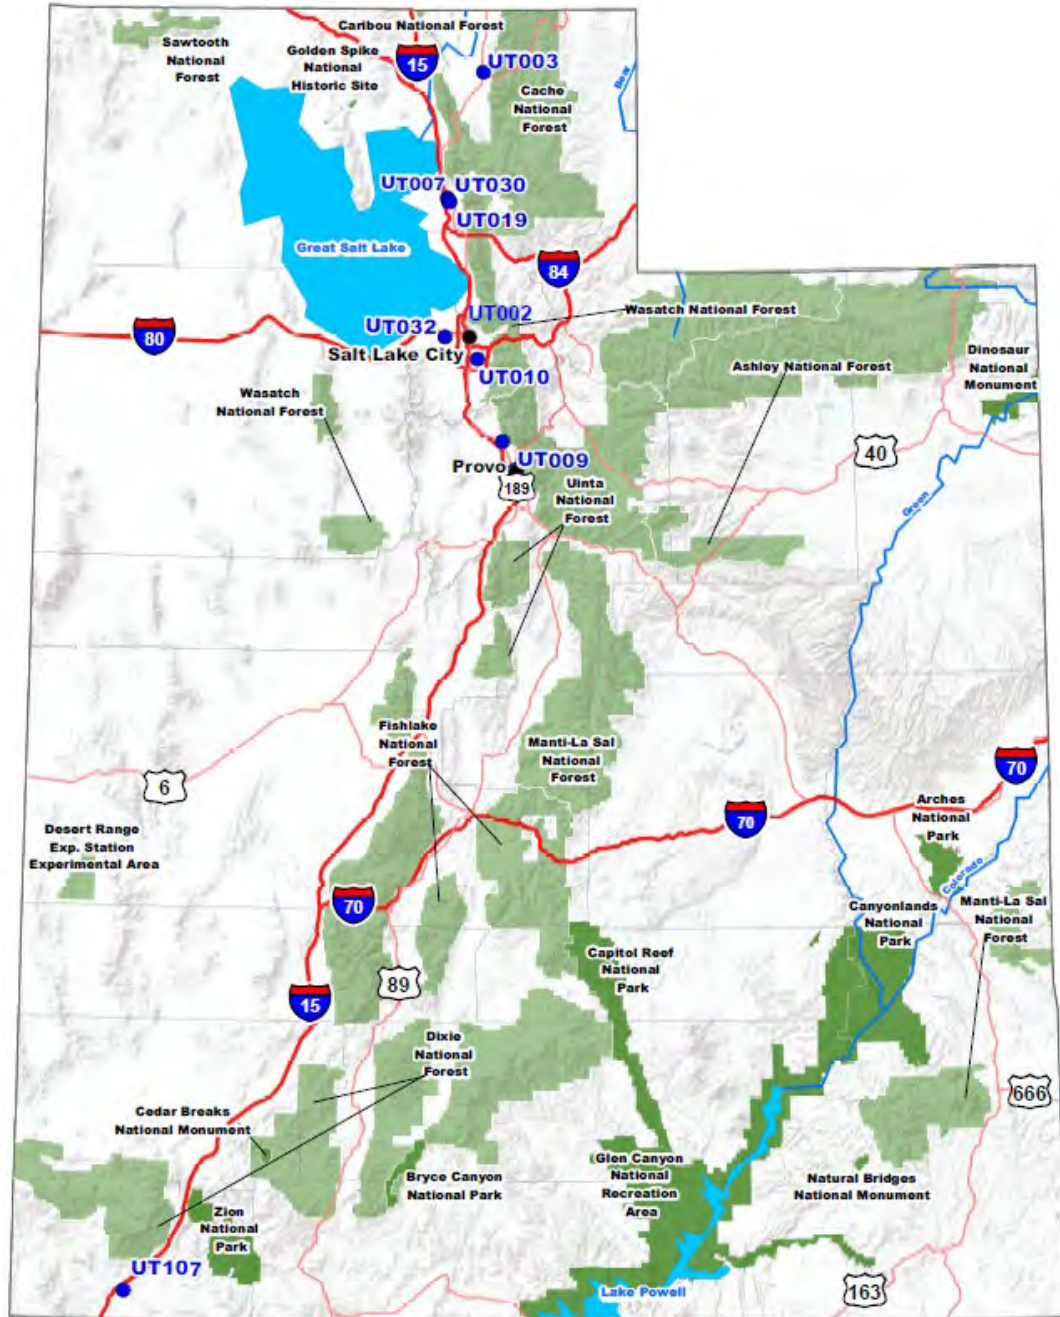 Caribou National Forest
Sawtooth
National
Forest
Golden Spike
National
Historic Site
15
UT003
Cache
National
Forest
Bear
UT007
UT030
UT019
Great Salt Lake
84
80
UT032
UT002
Wasatch National Forest
Salt Lake City
UT010
Ashley National Forest
Dinosaur
National
Monument
Wasatch
National Forest
40
Provo
UT009
189
Uinta
National
Forest
Green
Fishlake
National
Forest
Manti-La Sal
National
Forest
6
70
70
Arches
National
Park
Desert Range
Exp. Station
Experimental Area
Colorado
70
Canyonlands
National
Park
Manti-La Sal
National
Forest
Capitol Reef
National
Park
89
15
Dixie
National
Forest
666
Cedar Breaks
National Monument
Bryce Canyon
National Park
Glen Canyon
National
Recreation
Area
Natural Bridges
National Monument
Zion
National
Park
UT107
Lake Powell
163